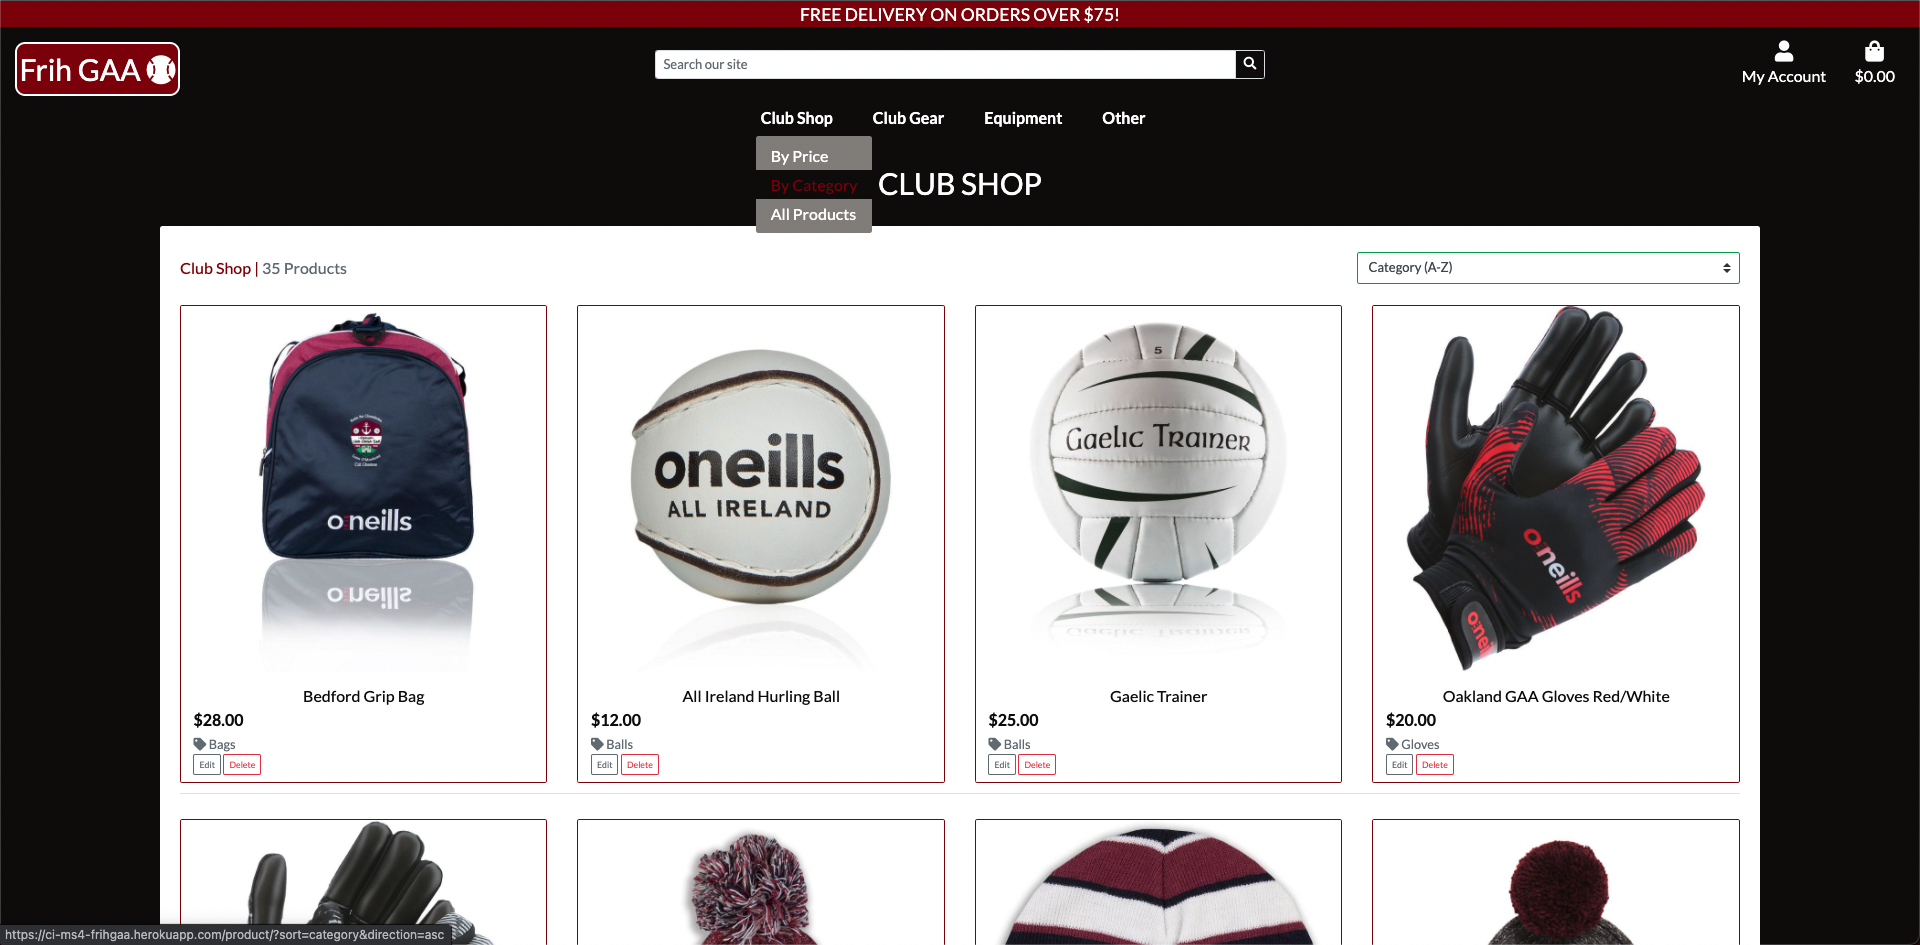 FREE DELIVERY ON ORDERS OVER $75!
Frih GAA
Search our site
My Account
$0.00
Club Shop
Club Gear
Equipment
Other
By Price
By Category
All Products
CLUB SHOP
Club Shop | 35 Products
Category (A-Z)
o'neills
o'neills
oneills
ALL IRELAND
5
Gaelic Trainer
o'neills
o'neill
Bedford Grip Bag
$28.00
Bags
Edit
Delete
All Ireland Hurling Ball
$12.00
Balls
Edit
Delete
Gaelic Trainer
$25.00
Balls
Edit
Delete
Oakland GAA Gloves Red/White
$20.00
Gloves
Edit
Delete
https://ci-ms4-frihgaa.herokuapp.com/product/?sort=category&direction=asc